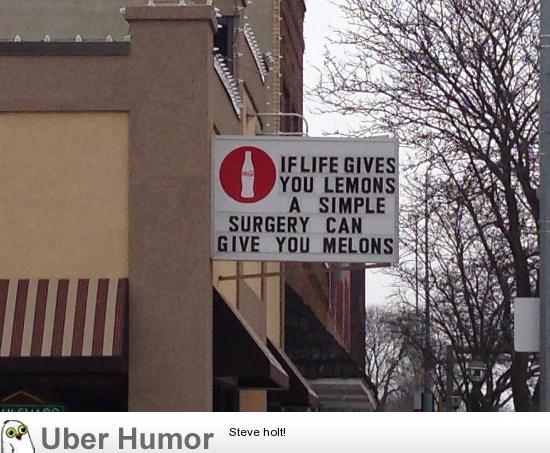 IF LIFE GIVES
YOU LEMONS
A SIMPLE
SURGERY CAN
GIVE YOU MELONS
Uber Humor
Steve holt!